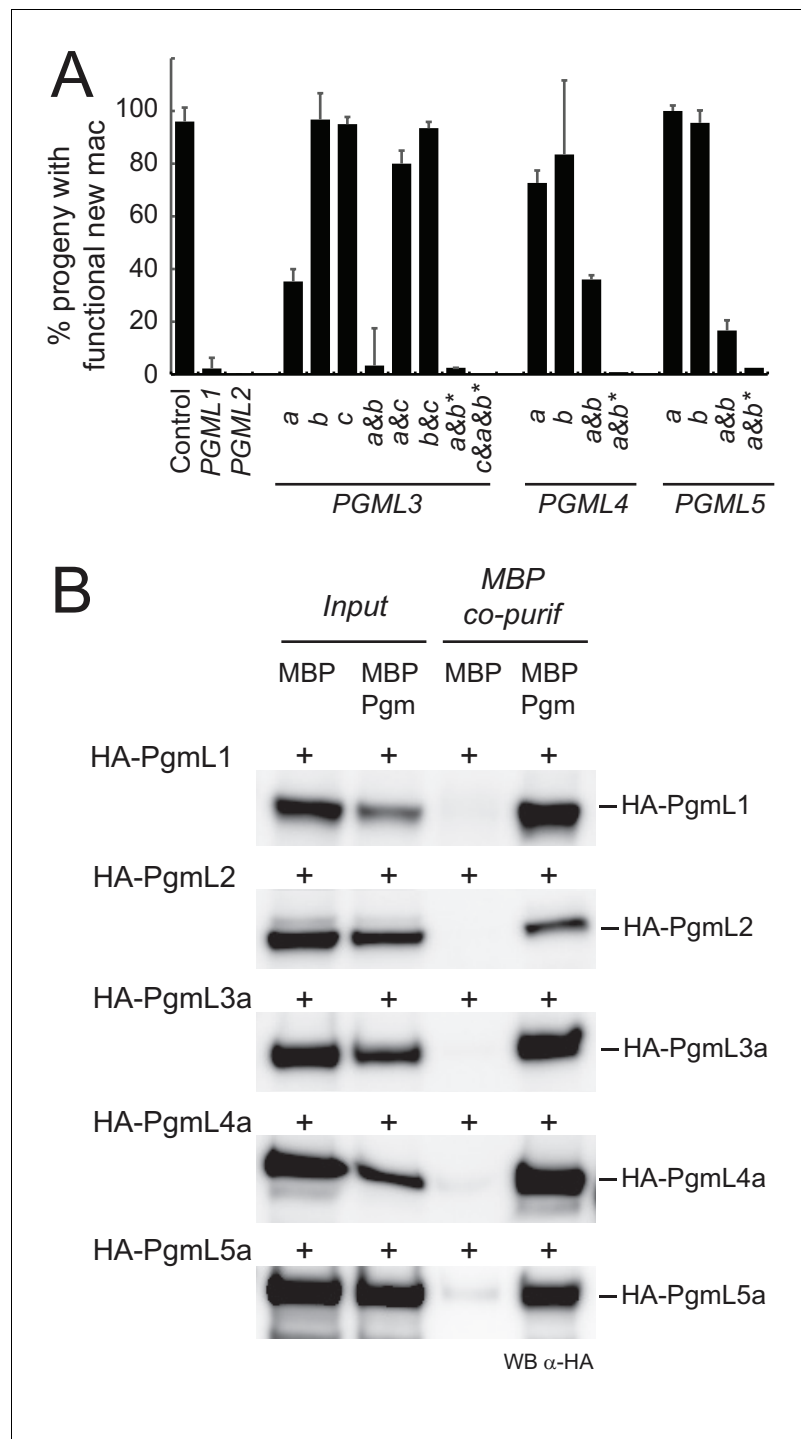 A
% progeny with
functional new mac
100
80
60
40
20
0
Control
PGML1
PGML2
a
b
c
a&b
a&c
b&c
a&b*
c&a&b*
a
b
a&b
a&b*
a
b
a&b
a&b*
PGML3 PGML4 PGML5
B
Input MBP
co-purif
MBP MBP MBP MBP
Pgm Pgm
HA-PgmL1 + + + +
HA-PgmL1
HA-PgmL2 + + + +
HA-PgmL2
HA-PgmL3a + + + +
HA-PgmL3a
HA-PgmL4a + + + +
HA-PgmL4a
HA-PgmL5a + + + +
HA-PgmL5a
WB α-HA